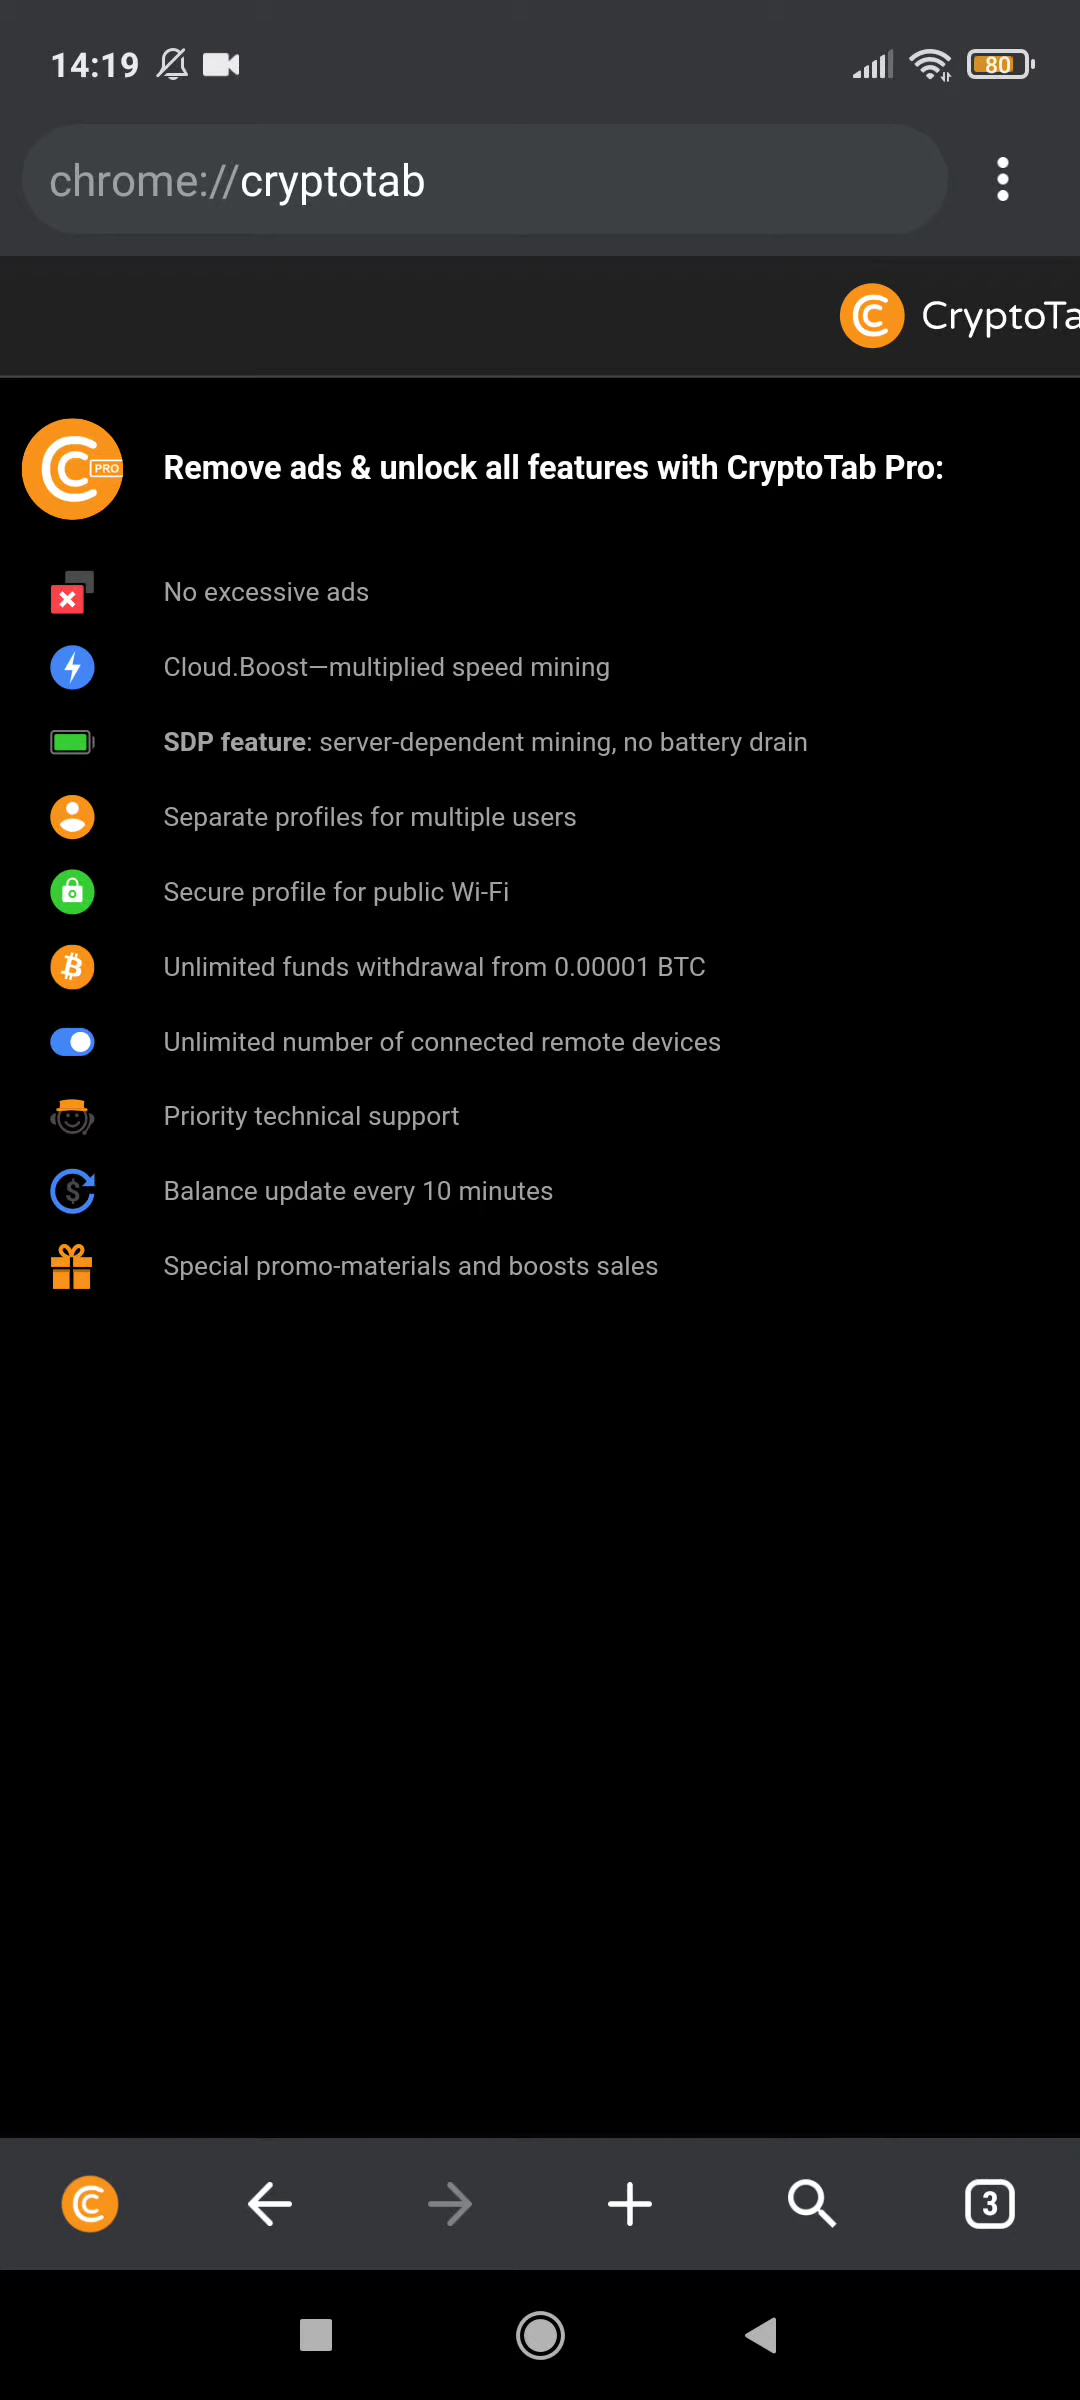 14:19
80
chrome://cryptotab
CryptoTa
PRO
Remove ads & unlock all features with CryptoTab Pro:
No excessive ads
Cloud.Boost—multiplied speed mining
SDP feature: server-dependent mining, no battery drain
Separate profiles for multiple users
Secure profile for public Wi-Fi
Unlimited funds withdrawal from 0.00001 BTC
Unlimited number of connected remote devices
Priority technical support
Balance update every 10 minutes
Special promo-materials and boosts sales
3